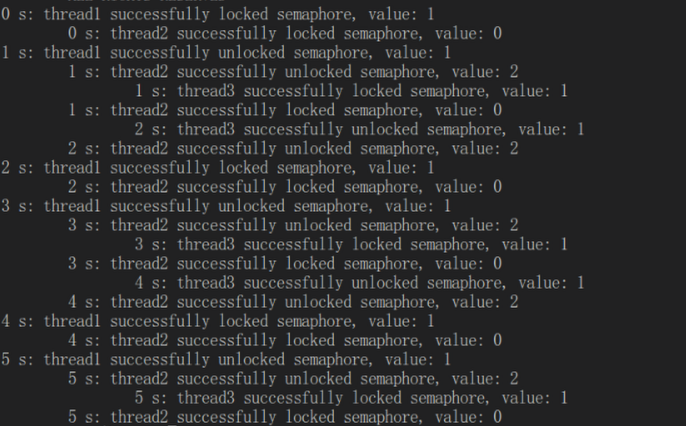 0 s: thread1 successfully locked semaphore, value: 1
0 s: thread2 successfully locked semaphore, value: 0
1 s: thread1 successfully unlocked semaphore, value: 1
1 s: thread2 successfully unlocked semaphore, value: 2
1 s: thread3 successfully locked semaphore, value: 1
1 s: thread2 successfully locked semaphore, value: 0
2 s: thread3 successfully unlocked semaphore, value: 1
2 s: thread2 successfully unlocked semaphore, value: 2
2 s: thread1 successfully locked semaphore, value: 1
2 s: thread2 successfully locked semaphore, value: 0
3 s: thread1 successfully unlocked semaphore, value: 1
3 s: thread2 successfully unlocked semaphore, value: 2
3 s: thread3 successfully locked semaphore, value: 1
3 s: thread2 successfully locked semaphore, value: 0
4 s: thread3 successfully unlocked semaphore, value: 1
4 s: thread2 successfully unlocked semaphore, value: 2
4 s: thread1 successfully locked semaphore, value: 1
4 s: thread2 successfully locked semaphore, value: 0
5 s: thread1 successfully unlocked semaphore, value: 1
5 s: thread2 successfully unlocked semaphore, value: 2
5 s: thread3 successfully locked semaphore, value: 1
5 s: thread2 successfully locked semaphore, value: 0